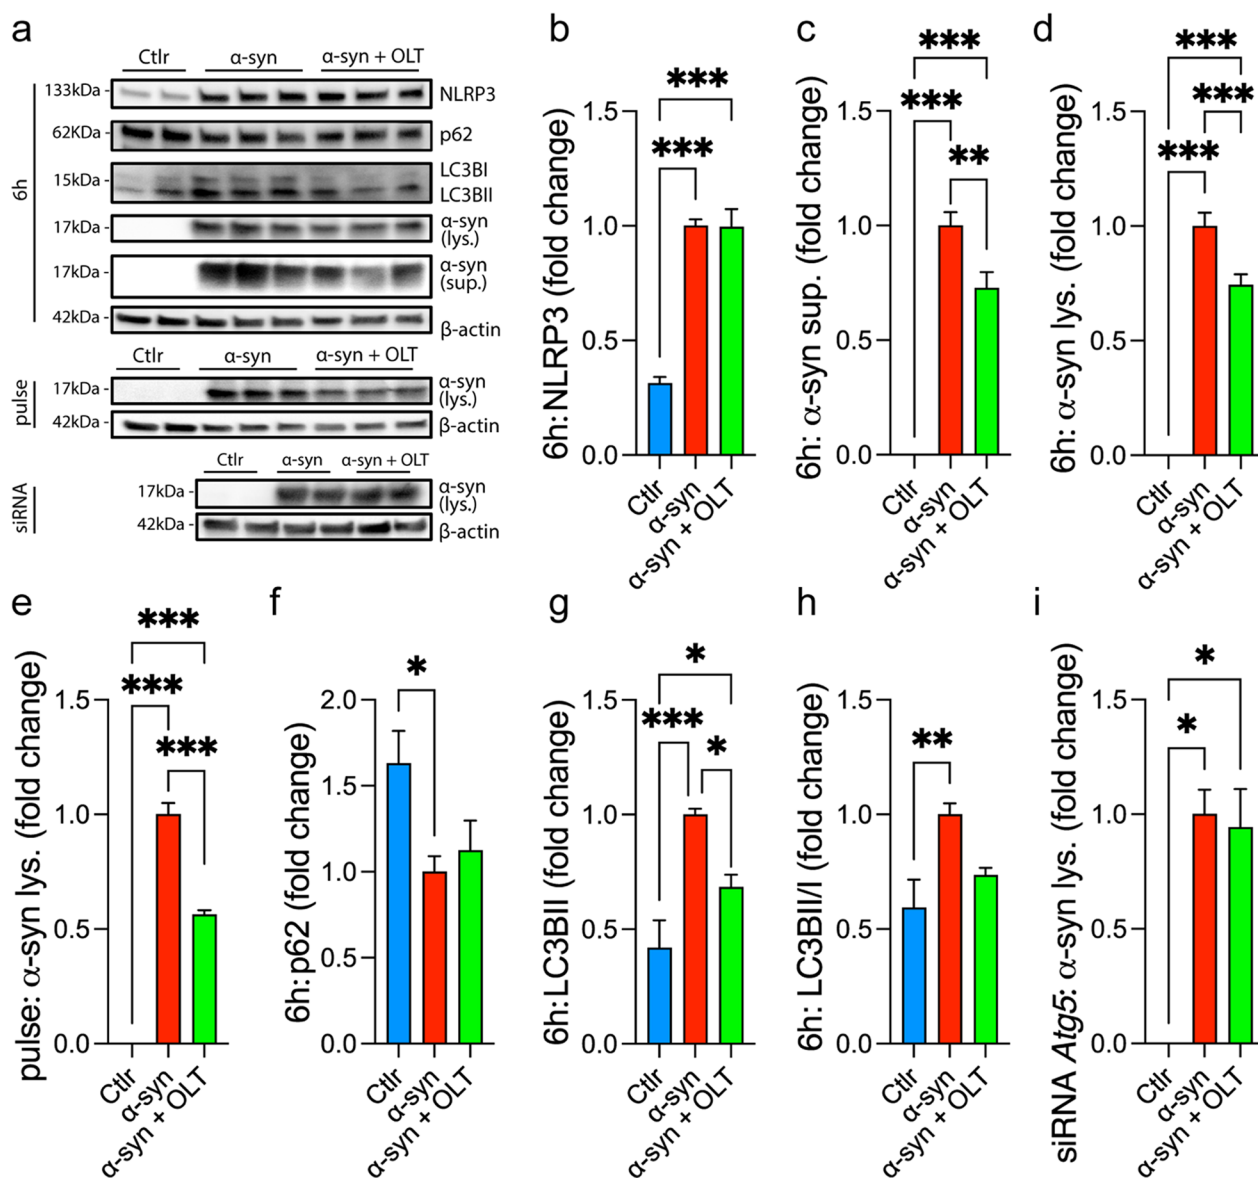 a
Ctlr α-syn α-syn + OLT
6h
133kDa - NLRP3
62KDa - p62
LC3BI
15kDa -
LC3BII
17kDa - α-syn
(lys.)
17kDa - α-syn
(sup.)
42kDa - β-actin
Ctlr α-syn α-syn + OLT
pulse
17kDa - α-syn
(lys.)
42kDa - β-actin
Ctlr α-syn α-syn + OLT
siRNA
17kDa - α-syn
(lys.)
42kDa - β-actin
b
6h: NLRP3 (fold change)
***
***
1.5
1.0
0.5
0.0
Ctlr
α-syn
α-syn + OLT
c
6h: α-syn sup. (fold change)
***
***
**
1.5
1.0
0.5
0.0
Ctlr
α-syn
α-syn + OLT
d
6h: α-syn lys. (fold change)
***
***
***
1.5
1.0
0.5
0.0
Ctlr
α-syn
α-syn + OLT
e
pulse: α-syn lys. (fold change)
***
***
***
1.5
1.0
0.5
0.0
Ctlr
α-syn
α-syn + OLT
f
6h: p62 (fold change)
*
2.0
1.5
1.0
0.5
0.0
Ctlr
α-syn
α-syn + OLT
g
6h: LC3BII (fold change)
*
***
*
1.5
1.0
0.5
0.0
Ctlr
α-syn
α-syn + OLT
h
6h: LC3BII/I (fold change)
**
1.5
1.0
0.5
0.0
Ctlr
α-syn
α-syn + OLT
i
siRNA Atg5: α-syn lys. (fold change)
*
*
1.5
1.0
0.5
0.0
Ctlr
α-syn
α-syn + OLT